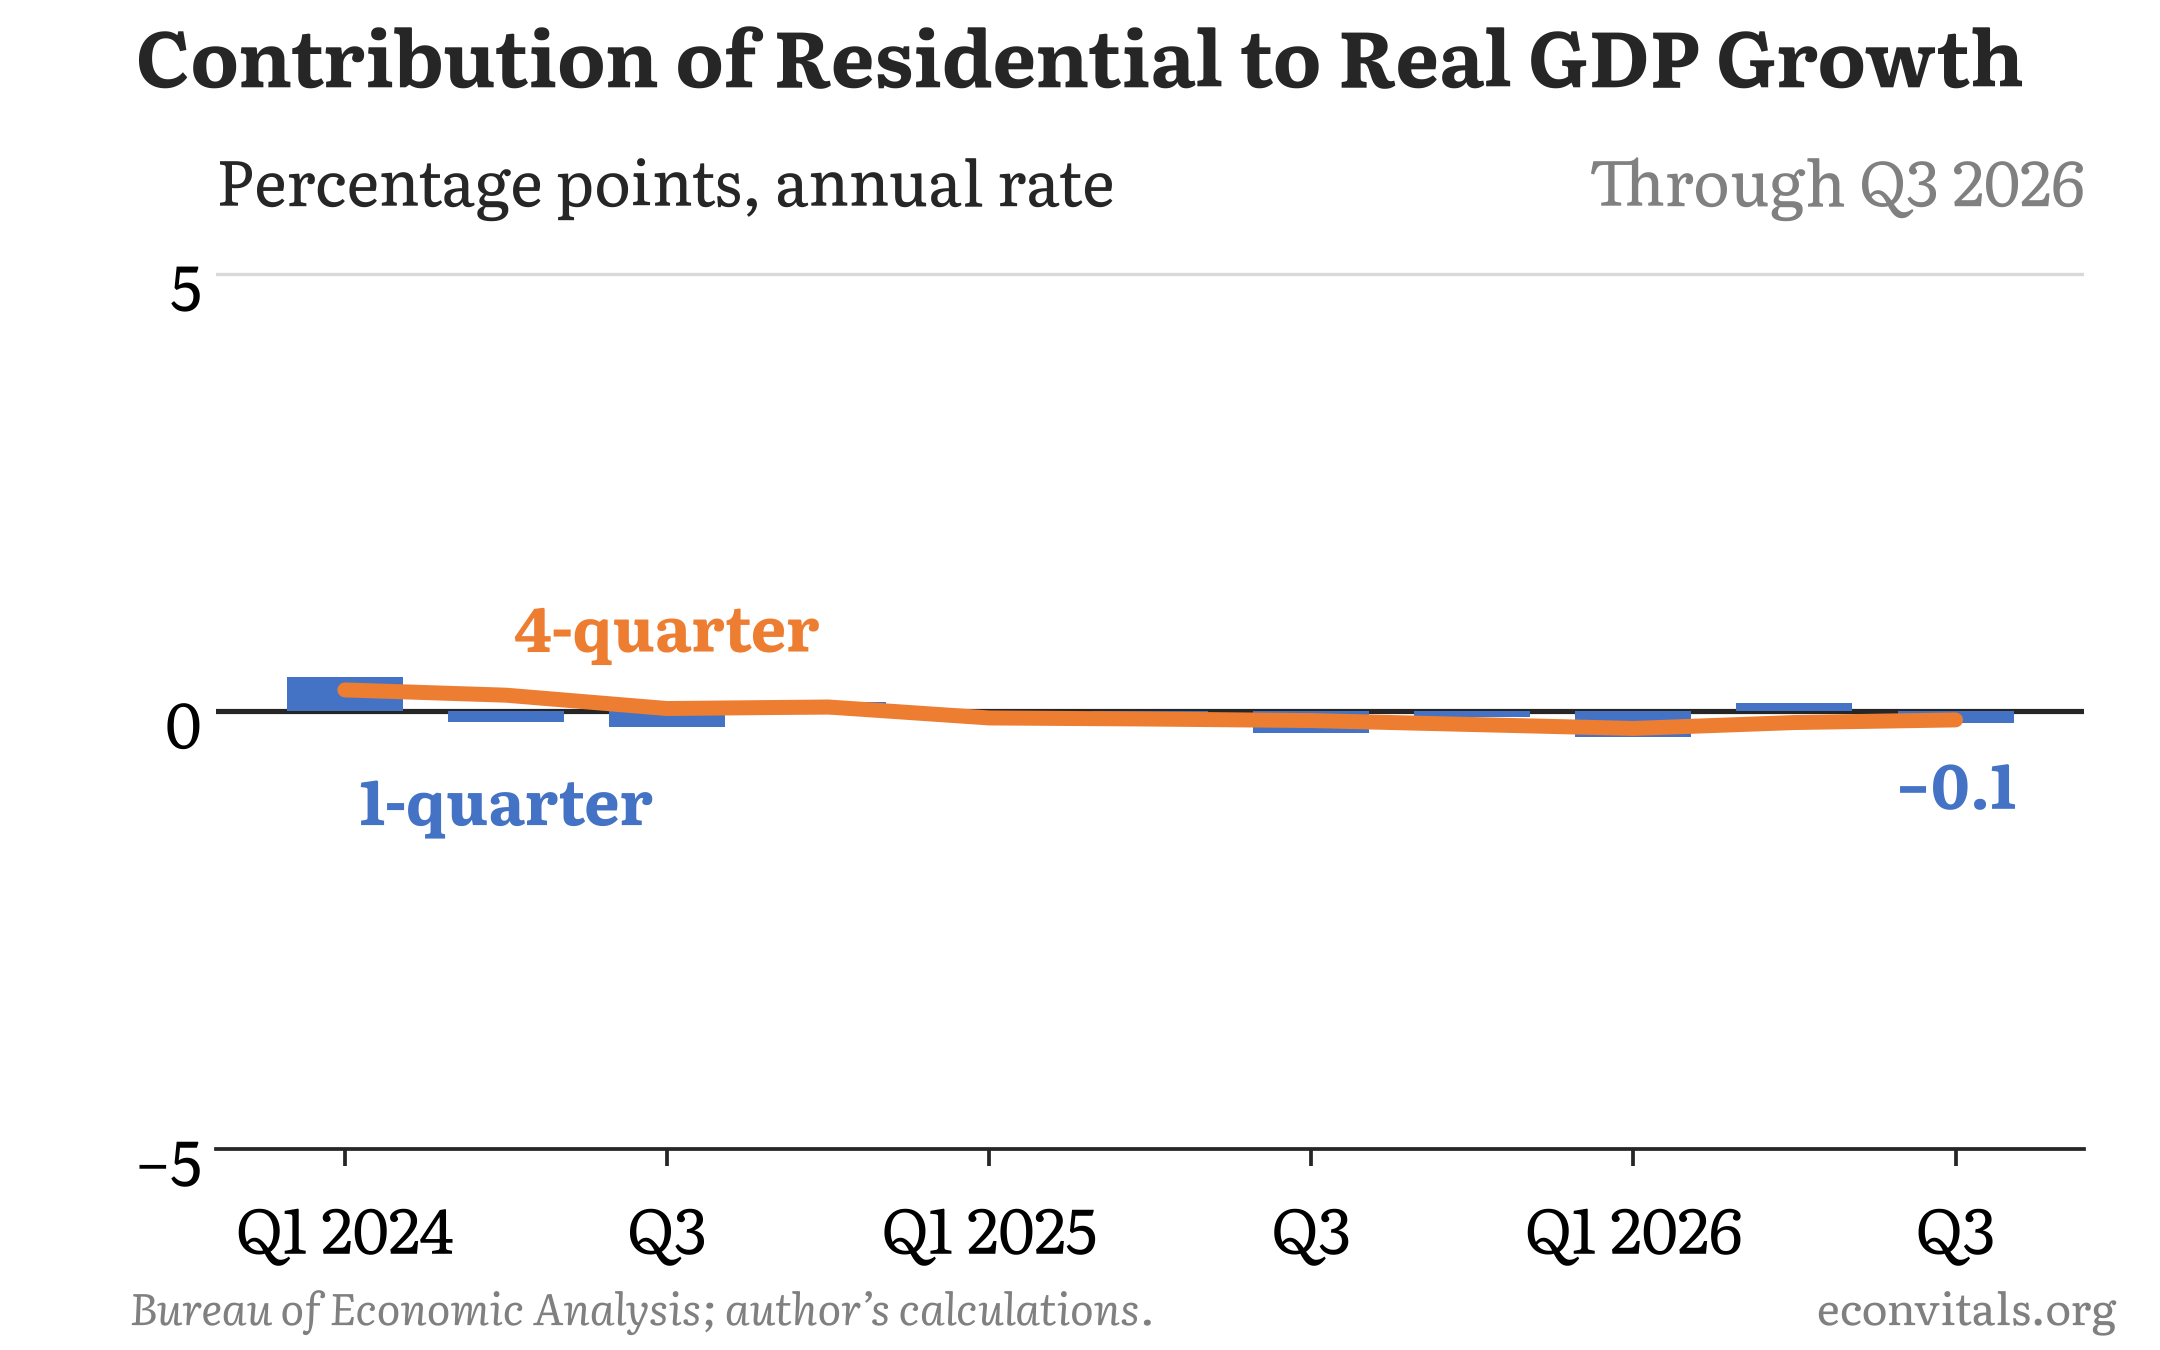 Contribution of Residential to Real GDP Growth
Percentage points, annual rate
Through Q3 2026
5
4-quarter
0
1-quarter
−0.1
−5
Q1 2024
Q3
Q1 2025
Q3
Q1 2026
Q3
Bureau of Economic Analysis; author’s calculations.
econvitals.org